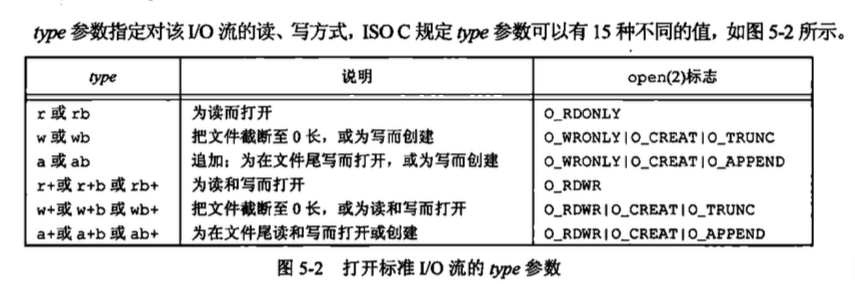 type 参数指定对该 I/O 流的读、写方式，ISO C 规定 type 参数可以有 15 种不同的值，如图 5-2 所示。
type 说明 open(2)标志
r 或 rb 为读而打开 O_RDONLY
w 或 wb 把文件截断至 0 长，或为写而创建 O_WRONLY|O_CREAT|O_TRUNC
a 或 ab 追加；为在文件尾写而打开，或为写而创建 O_WRONLY|O_CREAT|O_APPEND
r+或 r+b 或 rb+ 为读和写而打开 O_RDWR
w+或 w+b 或 wb+ 把文件截断至 0 长，或为读和写而打开 O_RDWR|O_CREAT|O_TRUNC
a+或 a+b 或 ab+ 为在文件尾读和写而打开或创建 O_RDWR|O_CREAT|O_APPEND
图 5-2 打开标准 I/O 流的 type 参数